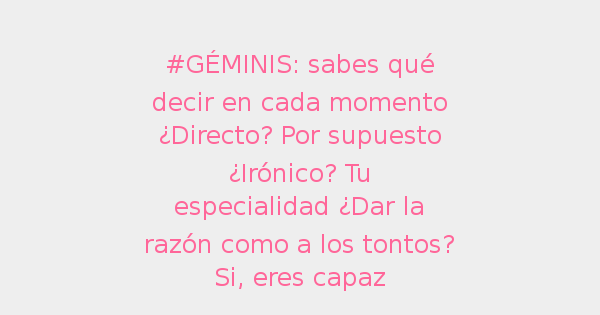 #GÉMINIS: sabes qué
decir en cada momento
¿Directo? Por supuesto
¿Irónico? Tu
especialidad ¿Dar la
razón como a los tontos?
Si, eres capaz